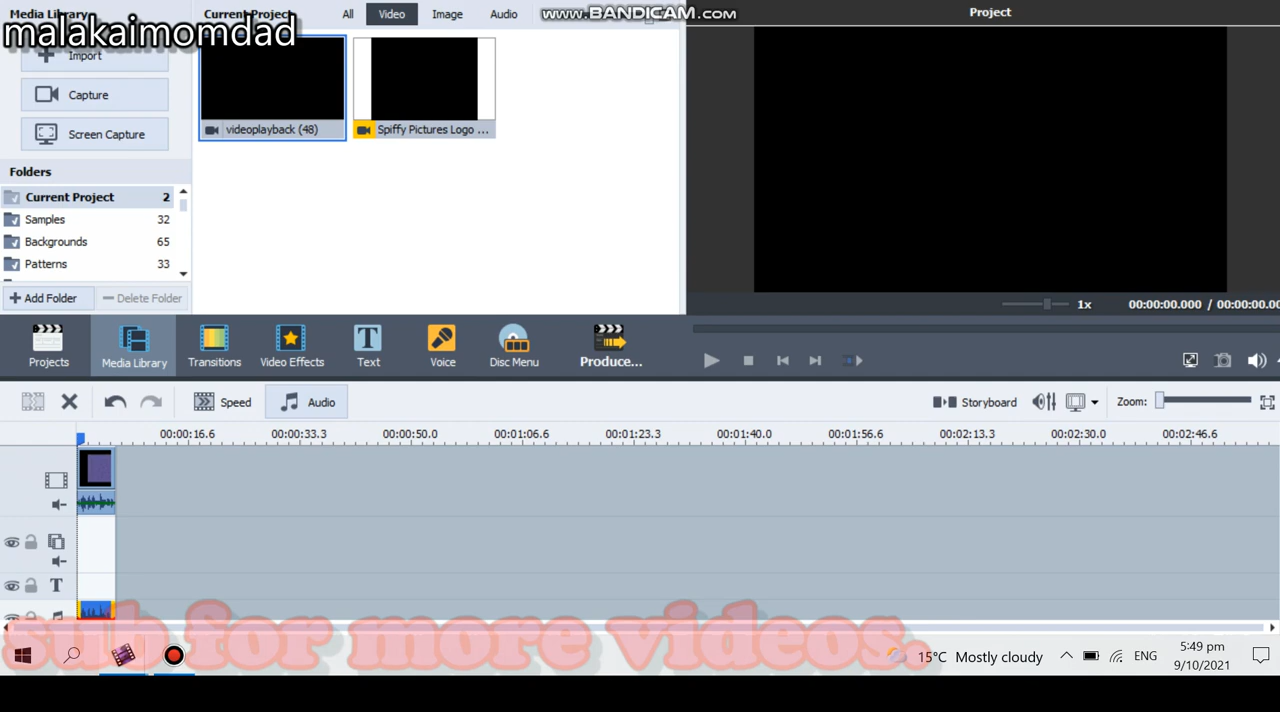 Media Library
Current Project
All
Video
Image
Audio
www.BANDICAM.com
Project
malakaimomdad
Import
Capture
Screen Capture
videoplayback (48)
Spiffy Pictures Logo ...
Folders
Current Project 2
Samples 32
Backgrounds 65
Patterns 33
Add Folder
Delete Folder
1x
00:00:00.000 / 00:00:00.00
Projects
Media Library
Transitions
Video Effects
Text
Voice
Disc Menu
Produce...
Speed
Audio
Storyboard
Zoom:
00:00:16.6
00:00:33.3
00:00:50.0
00:01:06.6
00:01:23.3
00:01:40.0
00:01:56.6
00:02:13.3
00:02:30.0
00:02:46.6
T
sub for more videos.
15°C Mostly cloudy
ENG
5:49 pm
9/10/2021